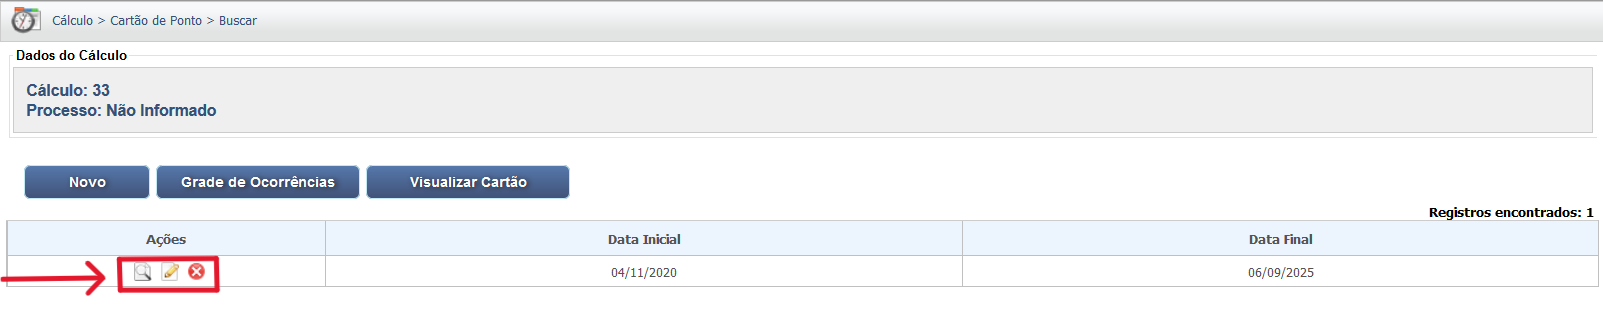 Cálculo > Cartão de Ponto > Buscar
Dados do Cálculo
Cálculo: 33
Processo: Não Informado
Novo Grade de Ocorrências Visualizar Cartão
Registros encontrados: 1
Ações Data Inicial Data Final
04/11/2020 06/09/2025